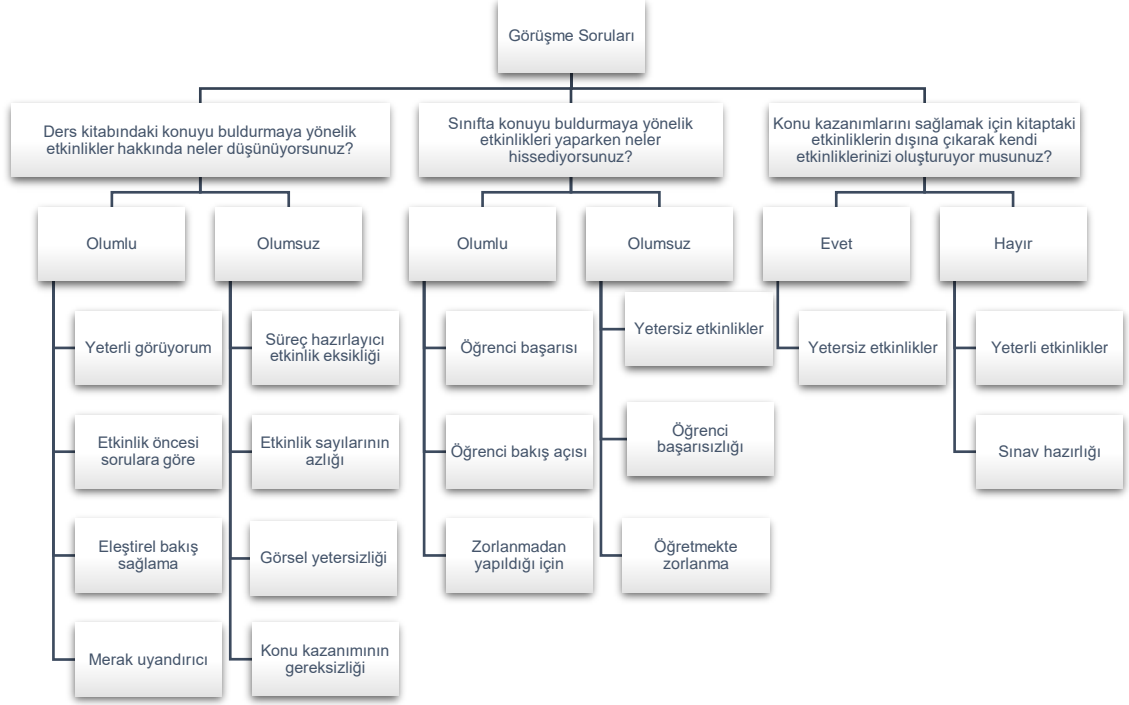 Görüşme Soruları
Ders kitabındaki konuyu buldurmaya yönelik
etkinlikler hakkında neler düşünüyorsunuz?
Sınıfta konuyu buldurmaya yönelik
etkinlikleri yaparken neler
hissediyorsunuz?
Konu kazanımlarını sağlamak için kitaptaki
etkinliklerin dışına çıkarak kendi
etkinliklerinizi oluşturuyor musunuz?
Olumlu
Olumsuz
Olumlu
Olumsuz
Evet
Hayır
Yeterli görüyorum
Etkinlik öncesi
sorulara göre
Eleştirel bakış
sağlama
Merak uyandırıcı
Süreç hazırlayıcı
etkinlik eksikliği
Etkinlik sayılarının
azlığı
Görsel yetersizliği
Konu kazanımının
gereksizliği
Öğrenci başarısı
Öğrenci bakış açısı
Zorlanmadan
yapıldığı için
Yetersiz etkinlikler
Öğrenci
başarısızlığı
Öğretmekte
zorlanma
Yetersiz etkinlikler
Yeterli etkinlikler
Sınav hazırlığı